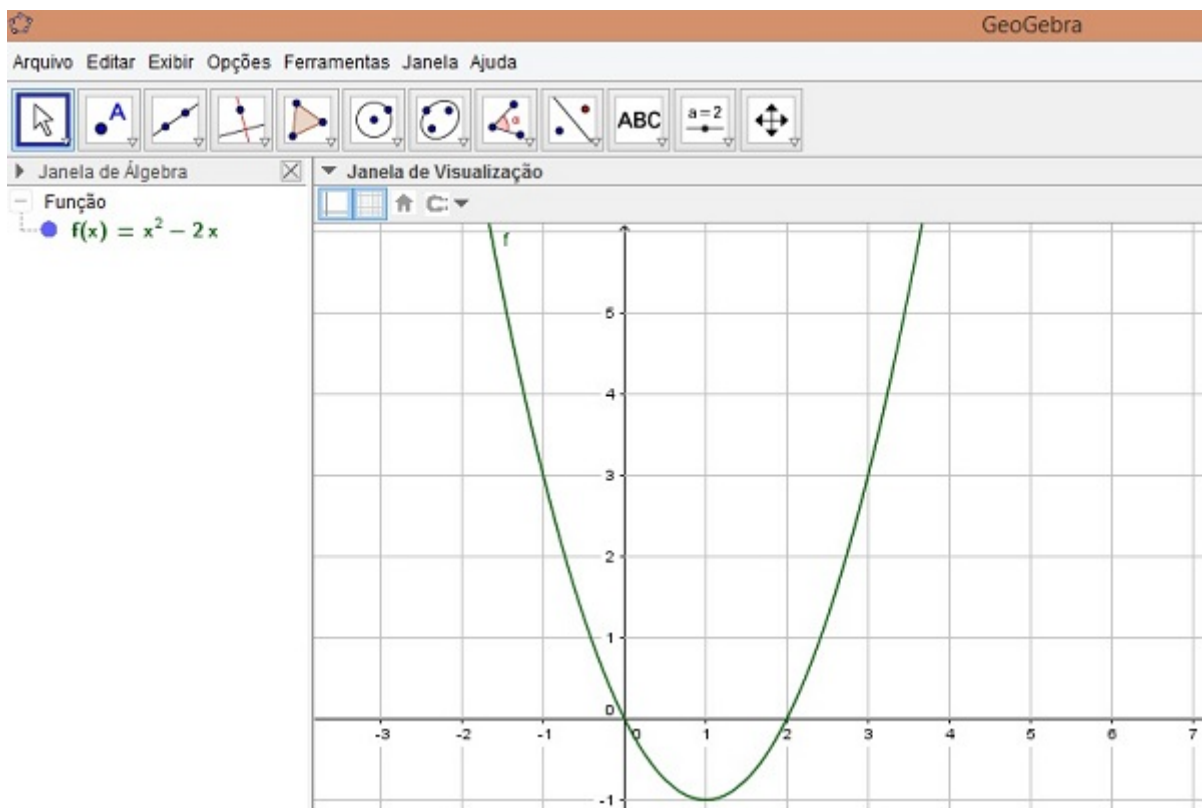 GeoGebra
Arquivo Editar Exibir Opções Ferramentas Janela Ajuda
A
α
ABC
a=2
Janela de Álgebra
Janela de Visualização
Função
f(x) = x² – 2 x
f
5
4
3
2
1
0
-3 -2 -1 0 1 2 3 4 5 6 7
-1